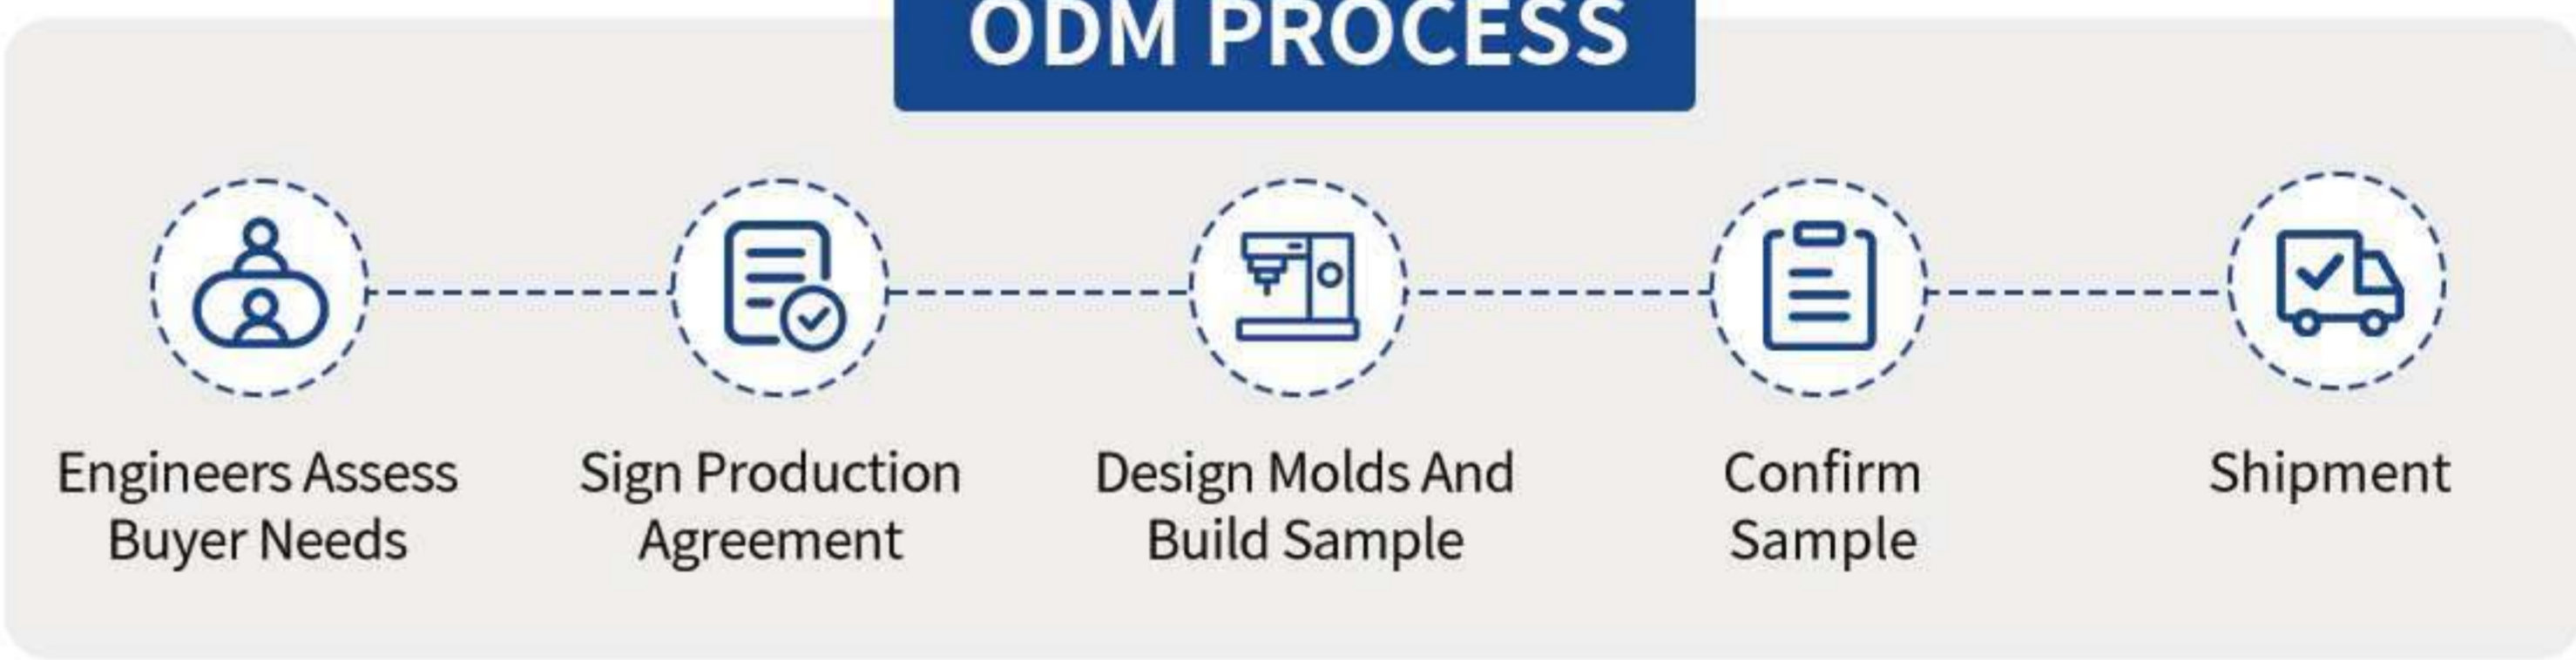 ODM PROCESS
Engineers Assess
Buyer Needs
Sign Production
Agreement
Design Molds And
Build Sample
Confirm
Sample
Shipment